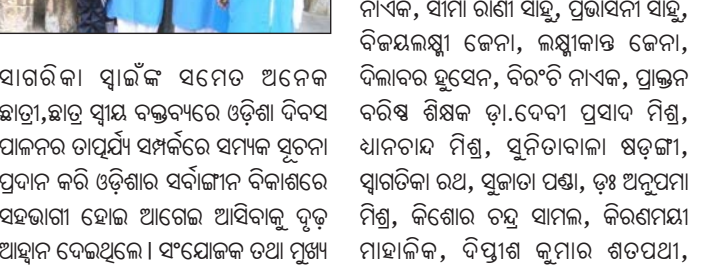 ସାଗରିକା ସ୍ୱାଇଁଙ୍କ ସମେତ ଅନେକ
ଛାତ୍ରୀ,ଛାତ୍ର ସ୍ୱୀୟ ବକ୍ତବ୍ୟରେ ଓଡ଼ିଶା ଦିବସ
ପାଳନର ତାତ୍ପର୍ଯ୍ୟ ସମ୍ପର୍କରେ ସମ୍ୟକ ସୂଚନା
ପ୍ରଦାନ କରି ଓଡ଼ିଶାର ସର୍ବାଙ୍ଗୀନ ବିକାଶରେ
ସହଭାଗୀ ହୋଇ ଆଗେଇ ଆସିବାକୁ ଦୃଢ଼
ଆହ୍ୱାନ ଦେଇଥିଲେ । ସଂଯୋଜକ ତଥା ମୁଖ୍ୟ
ନାଏକ, ସୀମା ରାଣୀ ସାହୁ, ପ୍ରଭାସିନୀ ସାହୁ,
ବିଜୟଲକ୍ଷ୍ମୀ ଜେନା, ଲକ୍ଷ୍ମୀକାନ୍ତ ଜେନା,
ଦିଲାବର ହୁସେନ, ବିରଂଚି ନାଏକ, ପ୍ରାକ୍ତନ
ବରିଷ୍ଠ ଶିକ୍ଷକ ଡ଼ା.ଦେବୀ ପ୍ରସାଦ ମିଶ୍ର,
ଧ୍ୟାନଚାନ୍ଦ ମିଶ୍ର, ସୁନିତାବାଳା ଷଡ଼ଙ୍ଗୀ,
ସ୍ୱାଗତିକା ରଥ, ସୁଜାତା ପଣ୍ଡା, ଡ଼ଃ ଅନୁପମା
ମିଶ୍ର, କିଶୋର ଚନ୍ଦ୍ର ସାମଲ, କିରଣମୟୀ
ମାହାଳିକ, ଦିପ୍ତୀଶ କୁମାର ଶତପଥୀ,